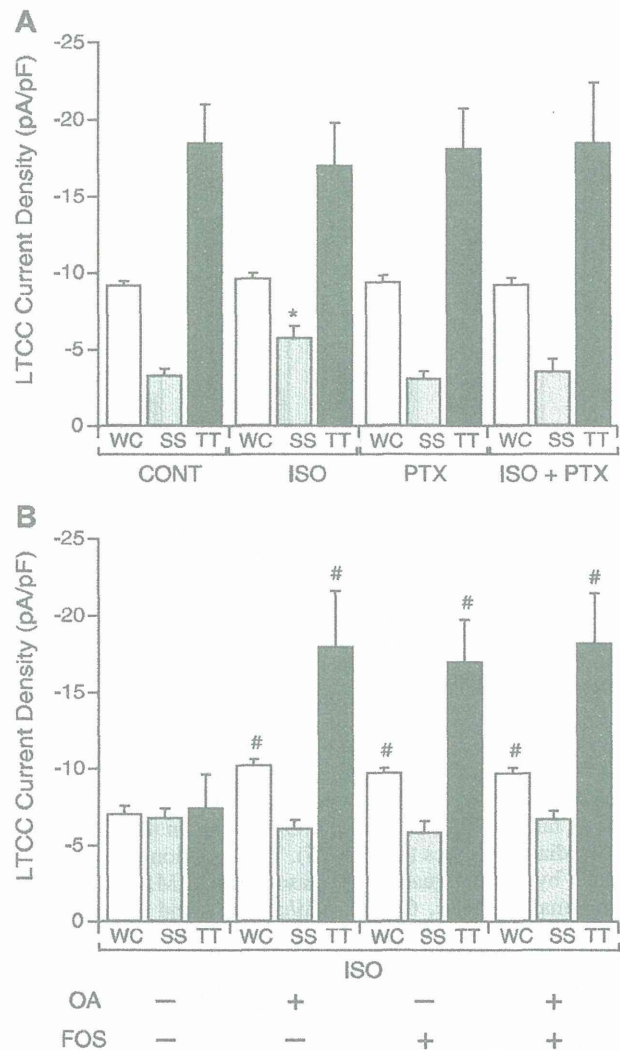 A
LTCC Current Density (pA/pF)
-25
-20
-15
-10
-5
0
*
WC SS TT WC SS TT WC SS TT WC SS TT
CONT ISO PTX ISO + PTX
B
LTCC Current Density (pA/pF)
-25
-20
-15
-10
-5
0
# # # # # #
WC SS TT WC SS TT WC SS TT WC SS TT
ISO
OA − + − +
FOS − − + +